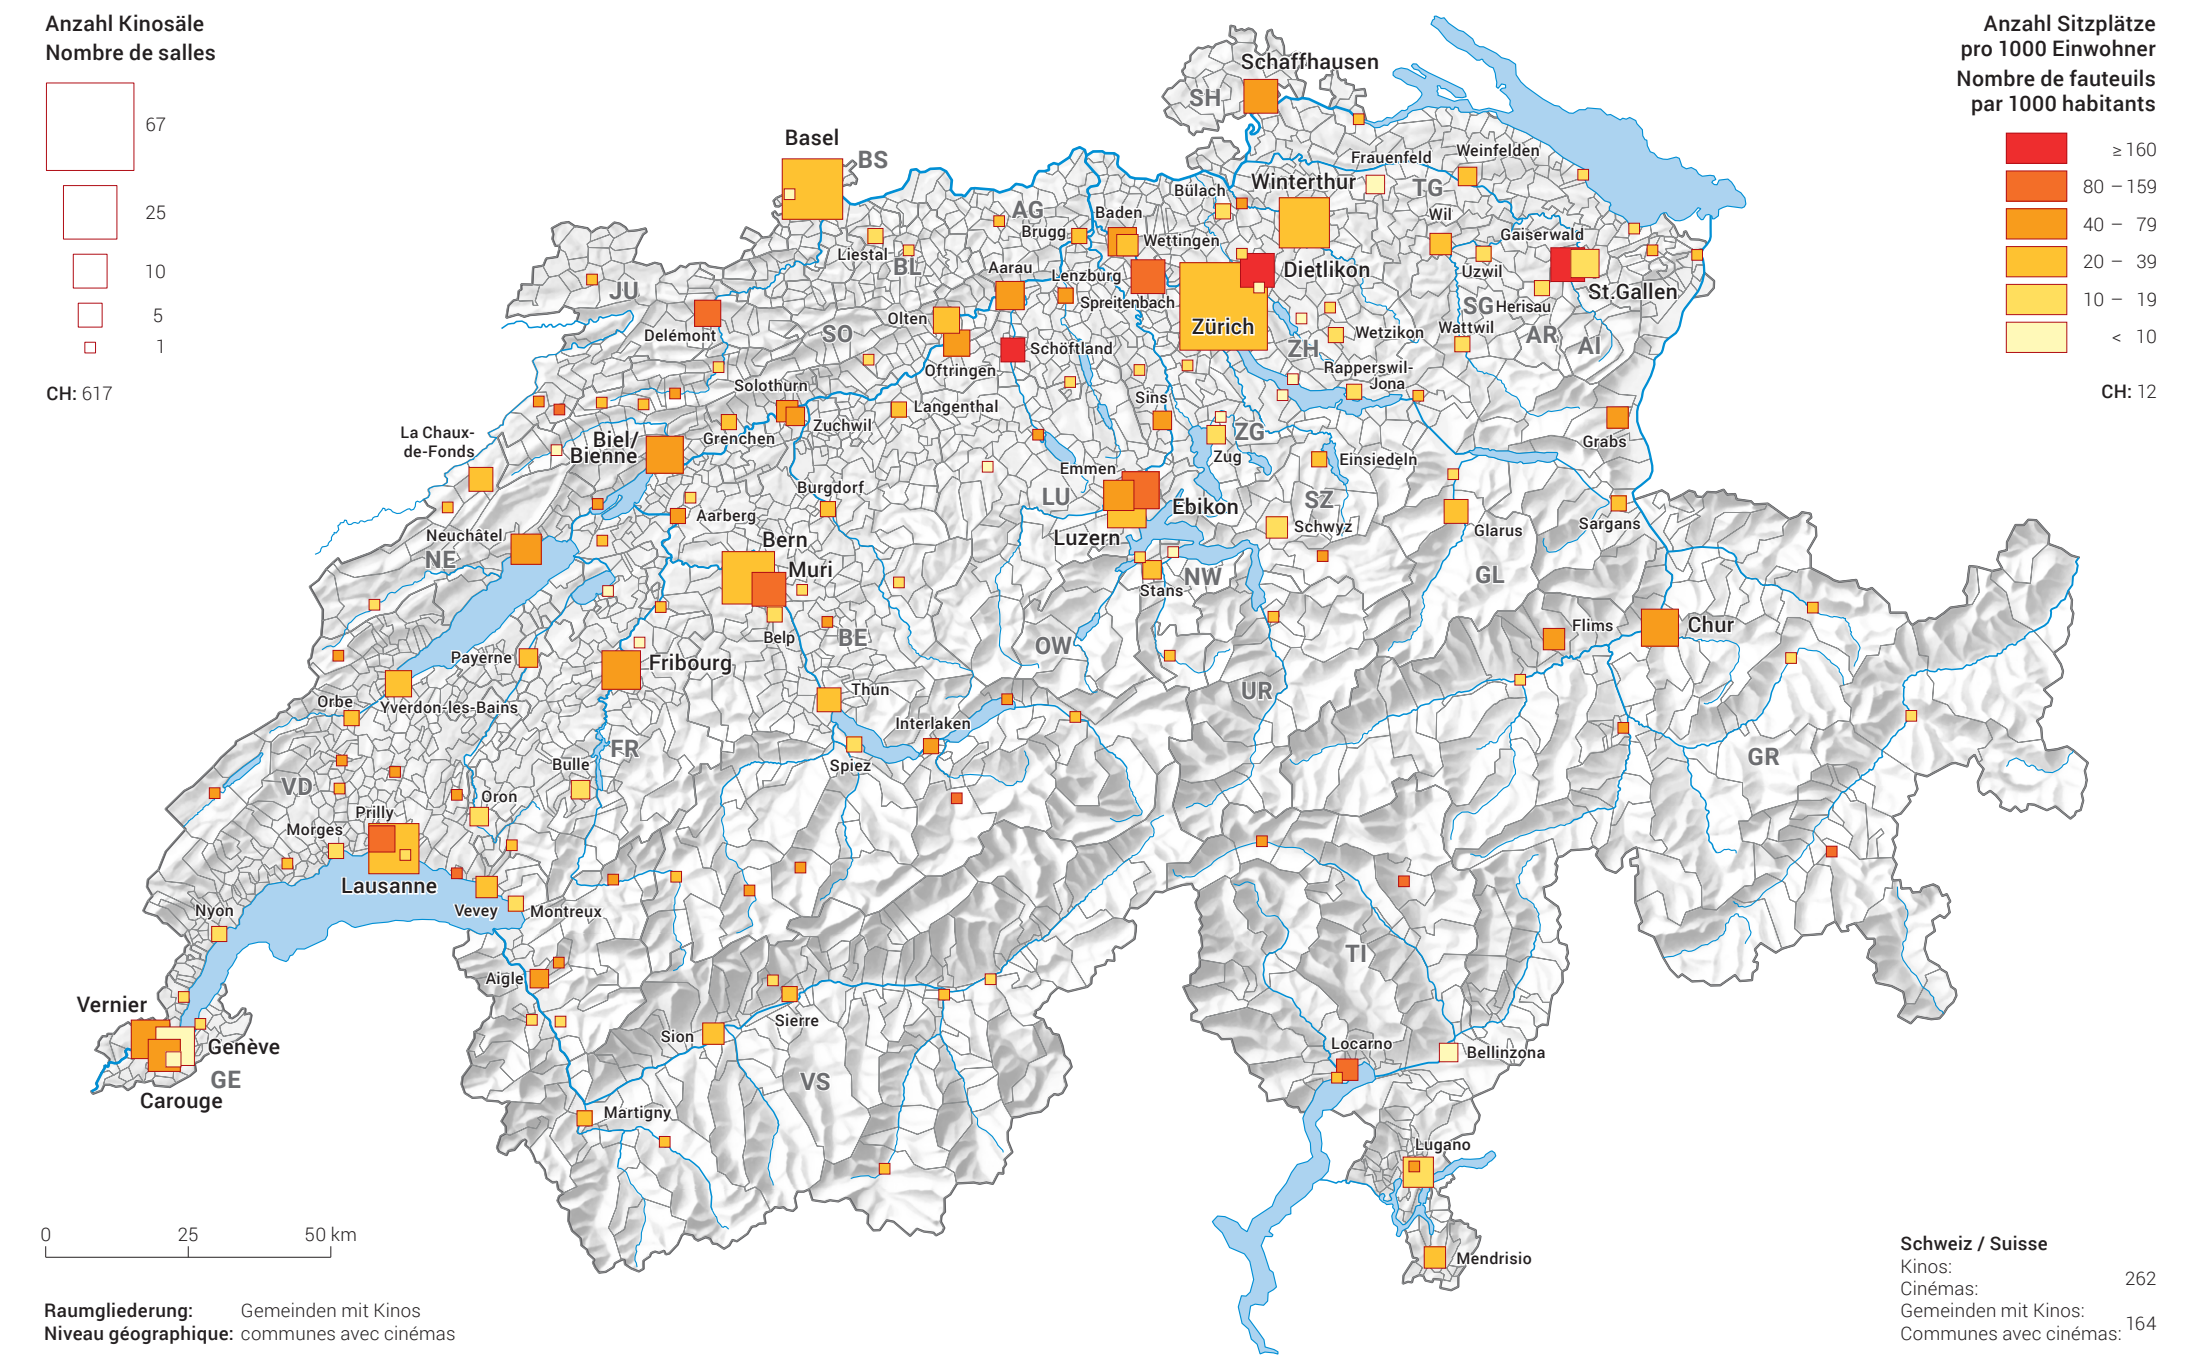 Anzahl Kinosäle
Nombre de salles
67
25
10
5
1
CH: 617
Anzahl Sitzplätze
pro 1000 Einwohner
Nombre de fauteuils
par 1000 habitants
≥ 160
80 – 159
40 – 79
20 – 39
10 – 19
< 10
CH: 12
Schaffhausen
SH
Basel
BS
Frauenfeld
Weinfelden
Bülach
Winterthur
TG
AG
Baden
Wil
Brugg
Wettingen
Gaiserwald
Liestal
BL
Aarau
Lenzburg
Dietlikon
Uzwil
JU
Spreitenbach
St.Gallen
SG
Herisau
Olten
Zürich
Delémont
SO
Schöftland
Wetzikon
Wattwil
AR
AI
ZH
Oftringen
Rapperswil-
Jona
Solothurn
Sins
Langenthal
La Chaux-
de-Fonds
Biel/
Bienne
Grenchen
Zuchwil
ZG
Grabs
Zug
Einsiedeln
Emmen
Burgdorf
LU
SZ
Ebikon
Aarberg
Schwyz
Sargans
Neuchâtel
Bern
Luzern
Glarus
NE
Muri
NW
GL
Stans
Belp
BE
Flims
Chur
OW
Payerne
Fribourg
Thun
UR
Orbe
Yverdon-les-Bains
Interlaken
FR
GR
Bulle
Spiez
VD
Oron
Prilly
Morges
Lausanne
Nyon
Vevey
Montreux
TI
Aigle
Vernier
Sierre
Sion
Genève
Locarno
Bellinzona
GE
VS
Carouge
Martigny
Lugano
Mendrisio
0
25
50 km
Raumgliederung: Gemeinden mit Kinos
Niveau géographique: communes avec cinémas
Schweiz / Suisse
Kinos:
Cinémas:
262
Gemeinden mit Kinos:
Communes avec cinémas:
164